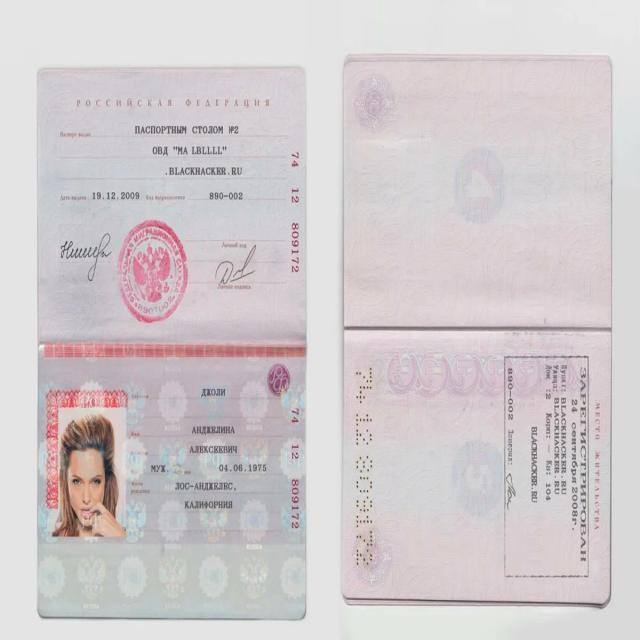 РОССИЙСКАЯ ФЕДЕРАЦИЯ
Паспорт выдан ПАСПОРТНЫМ СТОЛОМ №2
ОВД "MA LBLLLL"
.BLACKHACKER.RU
Дата выдачи 19.12.2009 Код подразделения 890-002
Личный код
Личная подпись
74 12 809172
ДЖОЛИ
АНДЖЕЛИНА
АЛЕКСКЕВИЧ
МУЖ. 04.06.1975
ЛОС-АНДЖЕЛЕС,
КАЛИФОРНИЯ
74 12 809172
МЕСТО ЖИТЕЛЬСТВА
ЗАРЕГИСТРИРОВАН
24 сентября 2008г.
Пункт: BLACKHACKER.RU
Улица: BLACKHACKER.RU
Дом :2 Корп: - Кв: 104
BLACKHACKER.RU
890-002 Заверил:
74 12 809172